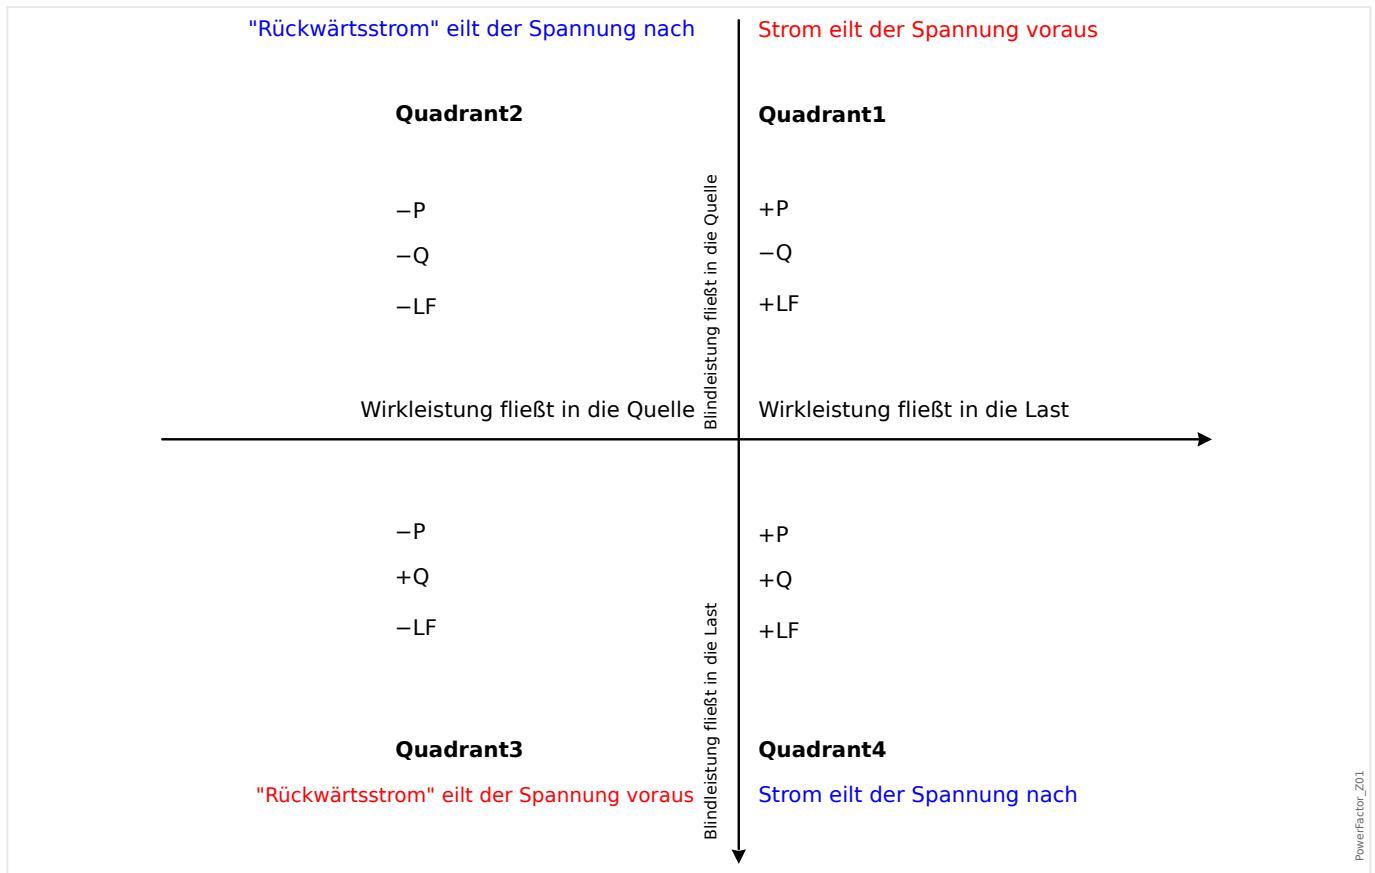 "Rückwärtsstrom" eilt der Spannung nach
Strom eilt der Spannung voraus
Quadrant2
Quadrant1
−P
−Q
−LF
+P
−Q
+LF
Blindleistung fließt in die Quelle
Wirkleistung fließt in die Quelle
Wirkleistung fließt in die Last
−P
+Q
−LF
+P
+Q
+LF
Blindleistung fließt in die Last
Quadrant3
Quadrant4
"Rückwärtsstrom" eilt der Spannung voraus
Strom eilt der Spannung nach
PowerFactor_Z01